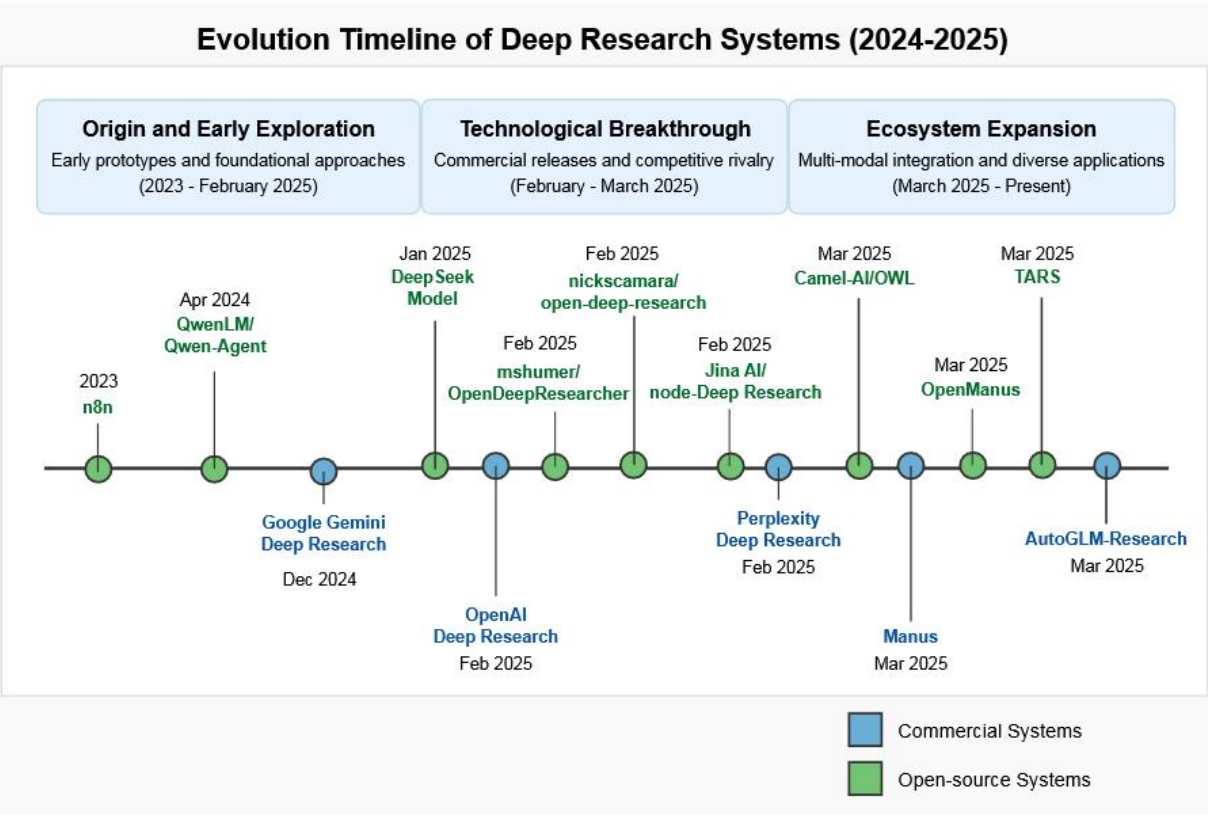 Evolution Timeline of Deep Research Systems (2024-2025)
Origin and Early Exploration
Early prototypes and foundational approaches
(2023 - February 2025)
Technological Breakthrough
Commercial releases and competitive rivalry
(February - March 2025)
Ecosystem Expansion
Multi-modal integration and diverse applications
(March 2025 - Present)
2023
n8n
Apr 2024
QwenLM/
Qwen-Agent
Google Gemini
Deep Research
Dec 2024
Jan 2025
DeepSeek
Model
OpenAI
Deep Research
Feb 2025
Feb 2025
mshumer/
OpenDeepResearcher
Feb 2025
nickscamara/
open-deep-research
Feb 2025
Jina AI/
node-Deep Research
Perplexity
Deep Research
Feb 2025
Mar 2025
Camel-AI/OWL
Manus
Mar 2025
Mar 2025
OpenManus
Mar 2025
TARS
AutoGLM-Research
Mar 2025
Commercial Systems
Open-source Systems